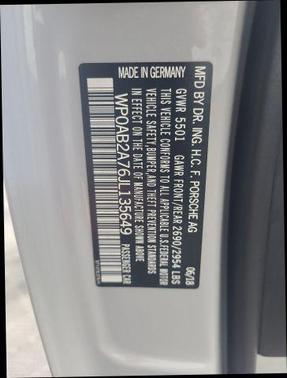 MFD BY DR. ING. H.C. F. PORSCHE AG
GVWR 5501 GAWR FRONT/REAR 2690/2954 LBS 06/18
THIS VEHICLE CONFORMS TO ALL APPLICABLE U.S. FEDERAL MOTOR
VEHICLE SAFETY, BUMPER, AND THEFT PREVENTION STANDARDS
IN EFFECT ON THE DATE OF MANUFACTURE SHOWN ABOVE.
WP0AB2A76JL135649 PASSENGER CAR
MADE IN GERMANY